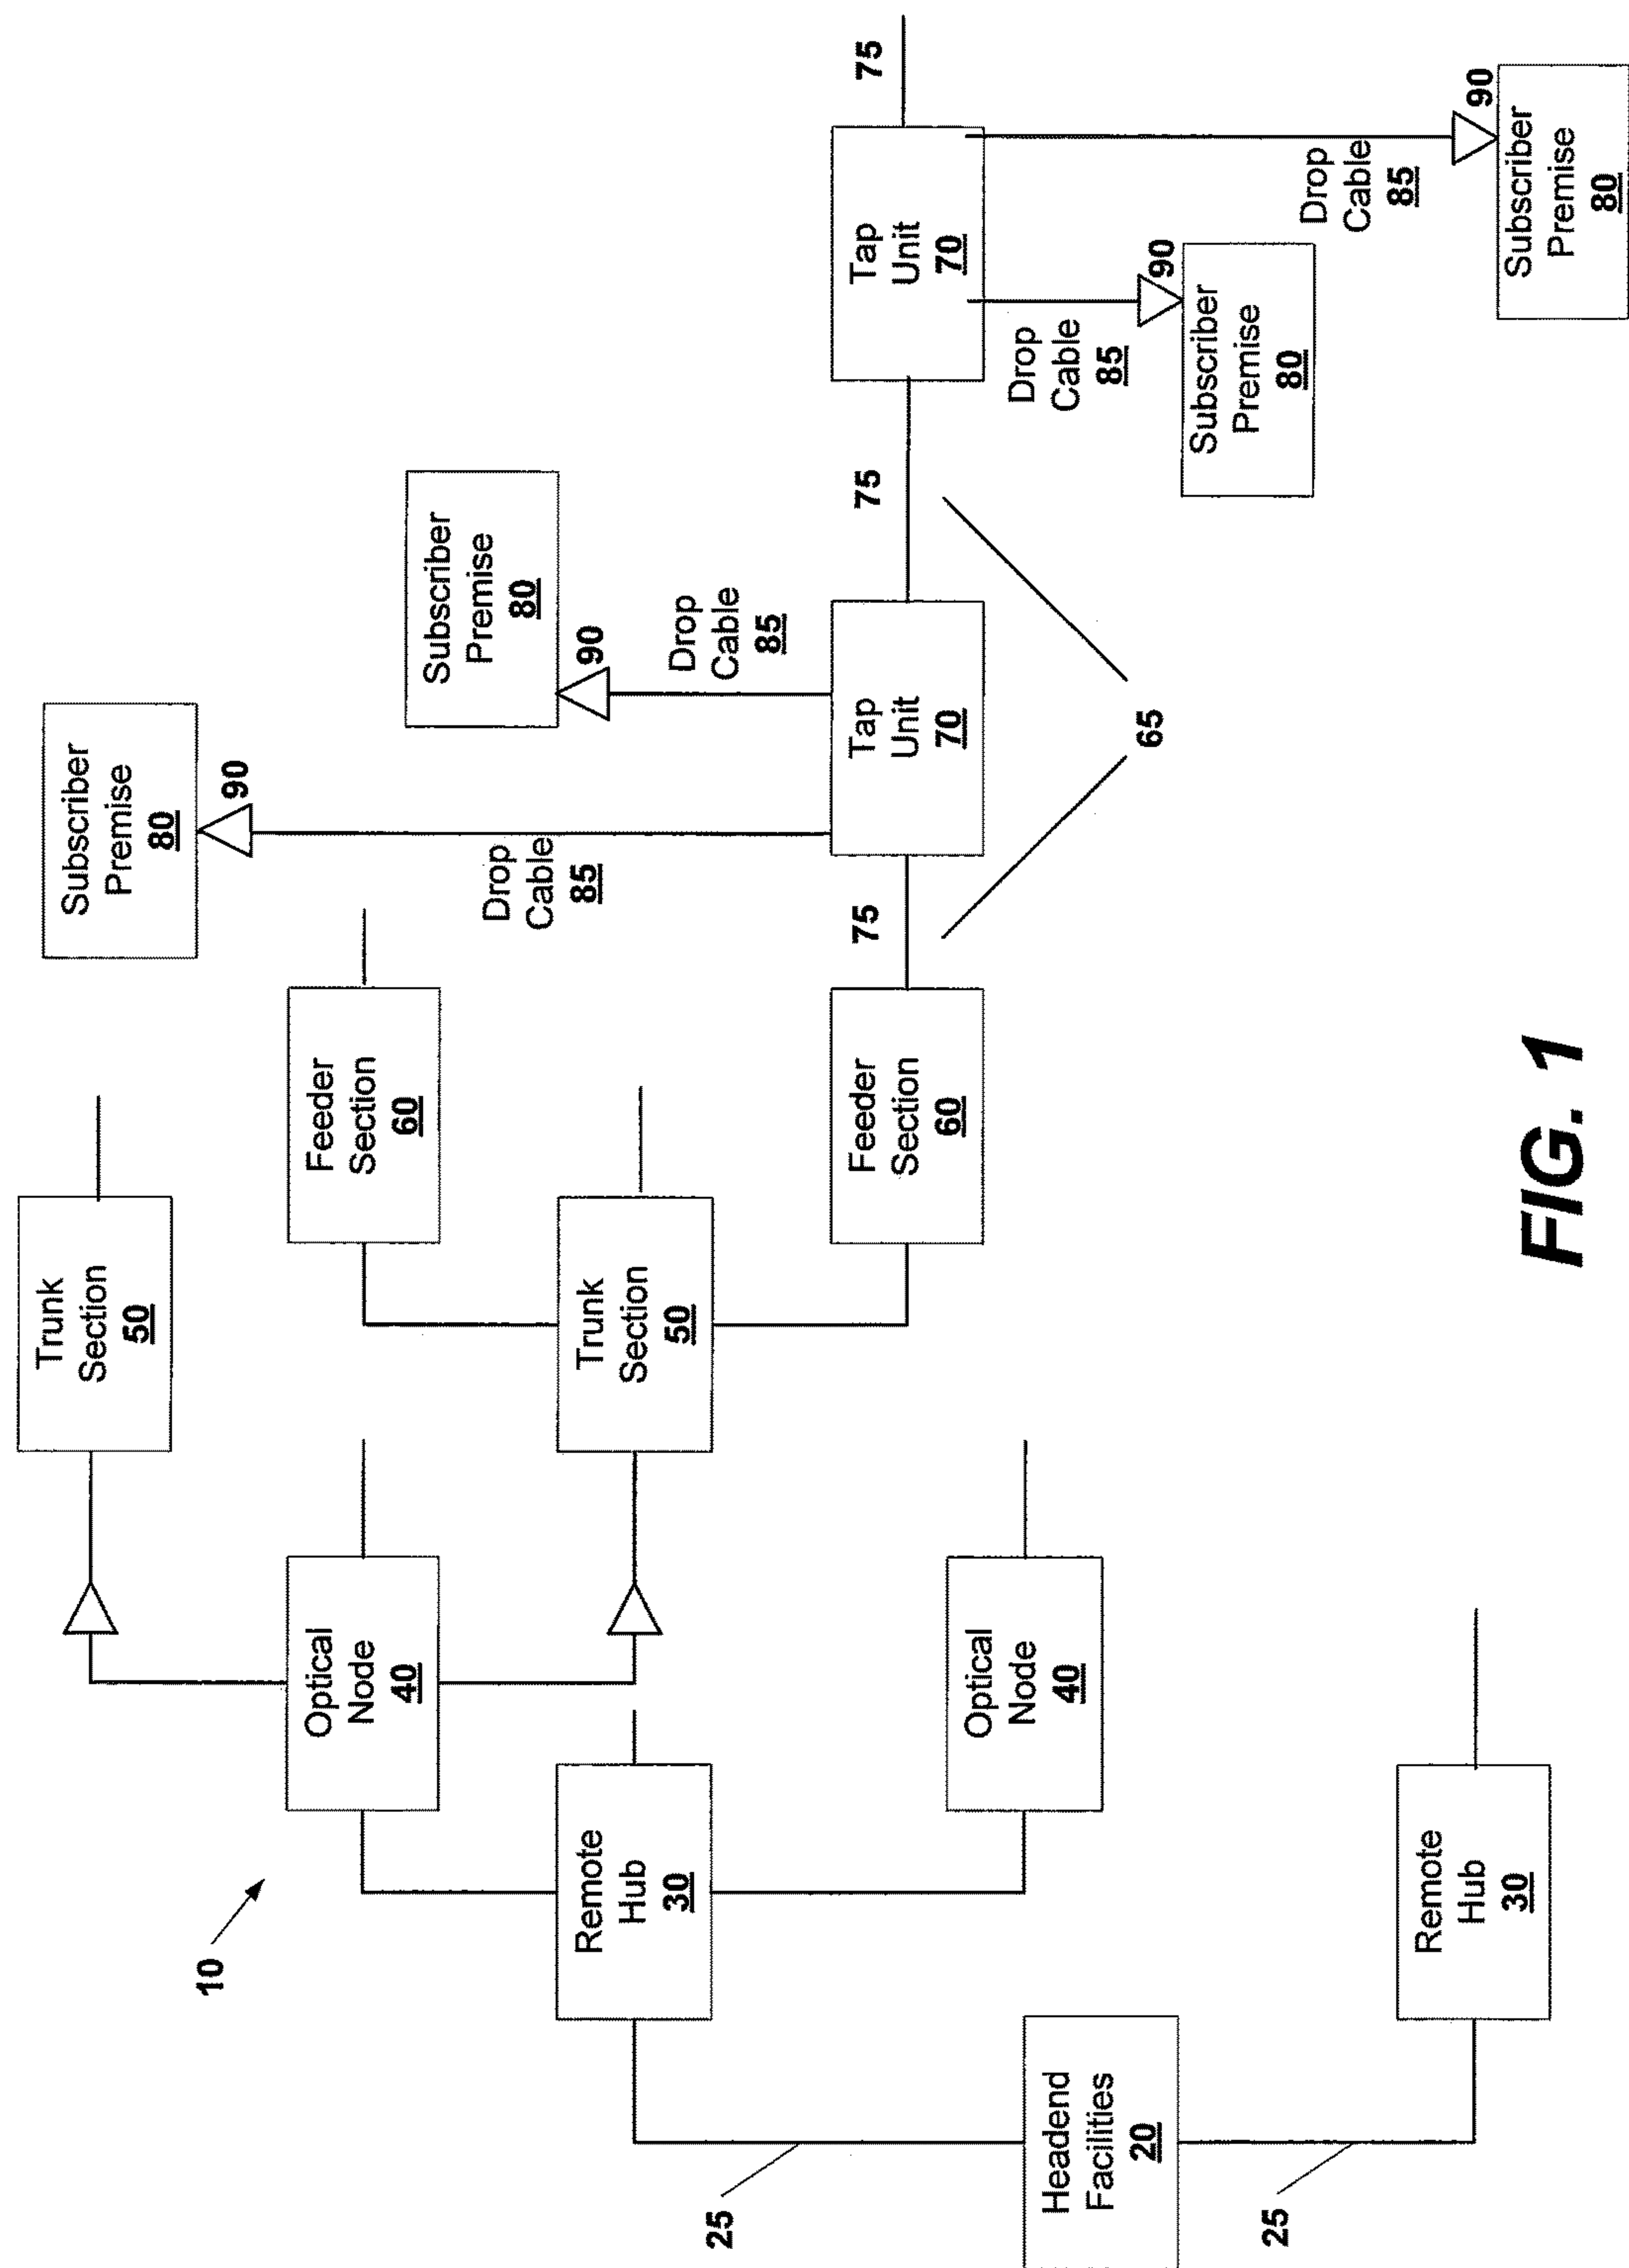 Trunk
Section
50
Subscriber
Premise
80
10
90
Optical
Node
40
Feeder
Section
60
Subscriber
Premise
80
Drop
Cable
85
90
Remote
Hub
30
Trunk
Section
50
Drop
Cable
85
25
Feeder
Section
60
75
Tap
Unit
70
75
Tap
Unit
70
75
Optical
Node
40
Drop
Cable
85
Headend
Facilities
20
65
90
Subscriber
Premise
80
25
Drop
Cable
85
Remote
Hub
30
90
Subscriber
Premise
80
FIG. 1